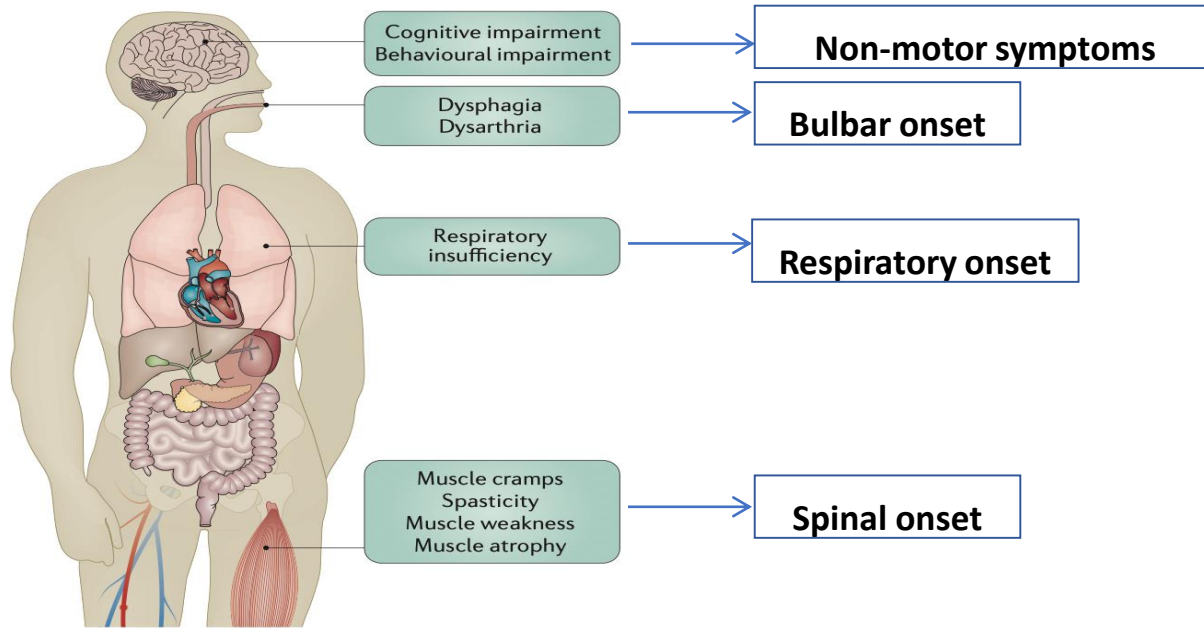 Cognitive impairment
Behavioural impairment
Non-motor symptoms
Dysphagia
Dysarthria
Bulbar onset
Respiratory
insufficiency
Respiratory onset
Muscle cramps
Spasticity
Muscle weakness
Muscle atrophy
Spinal onset